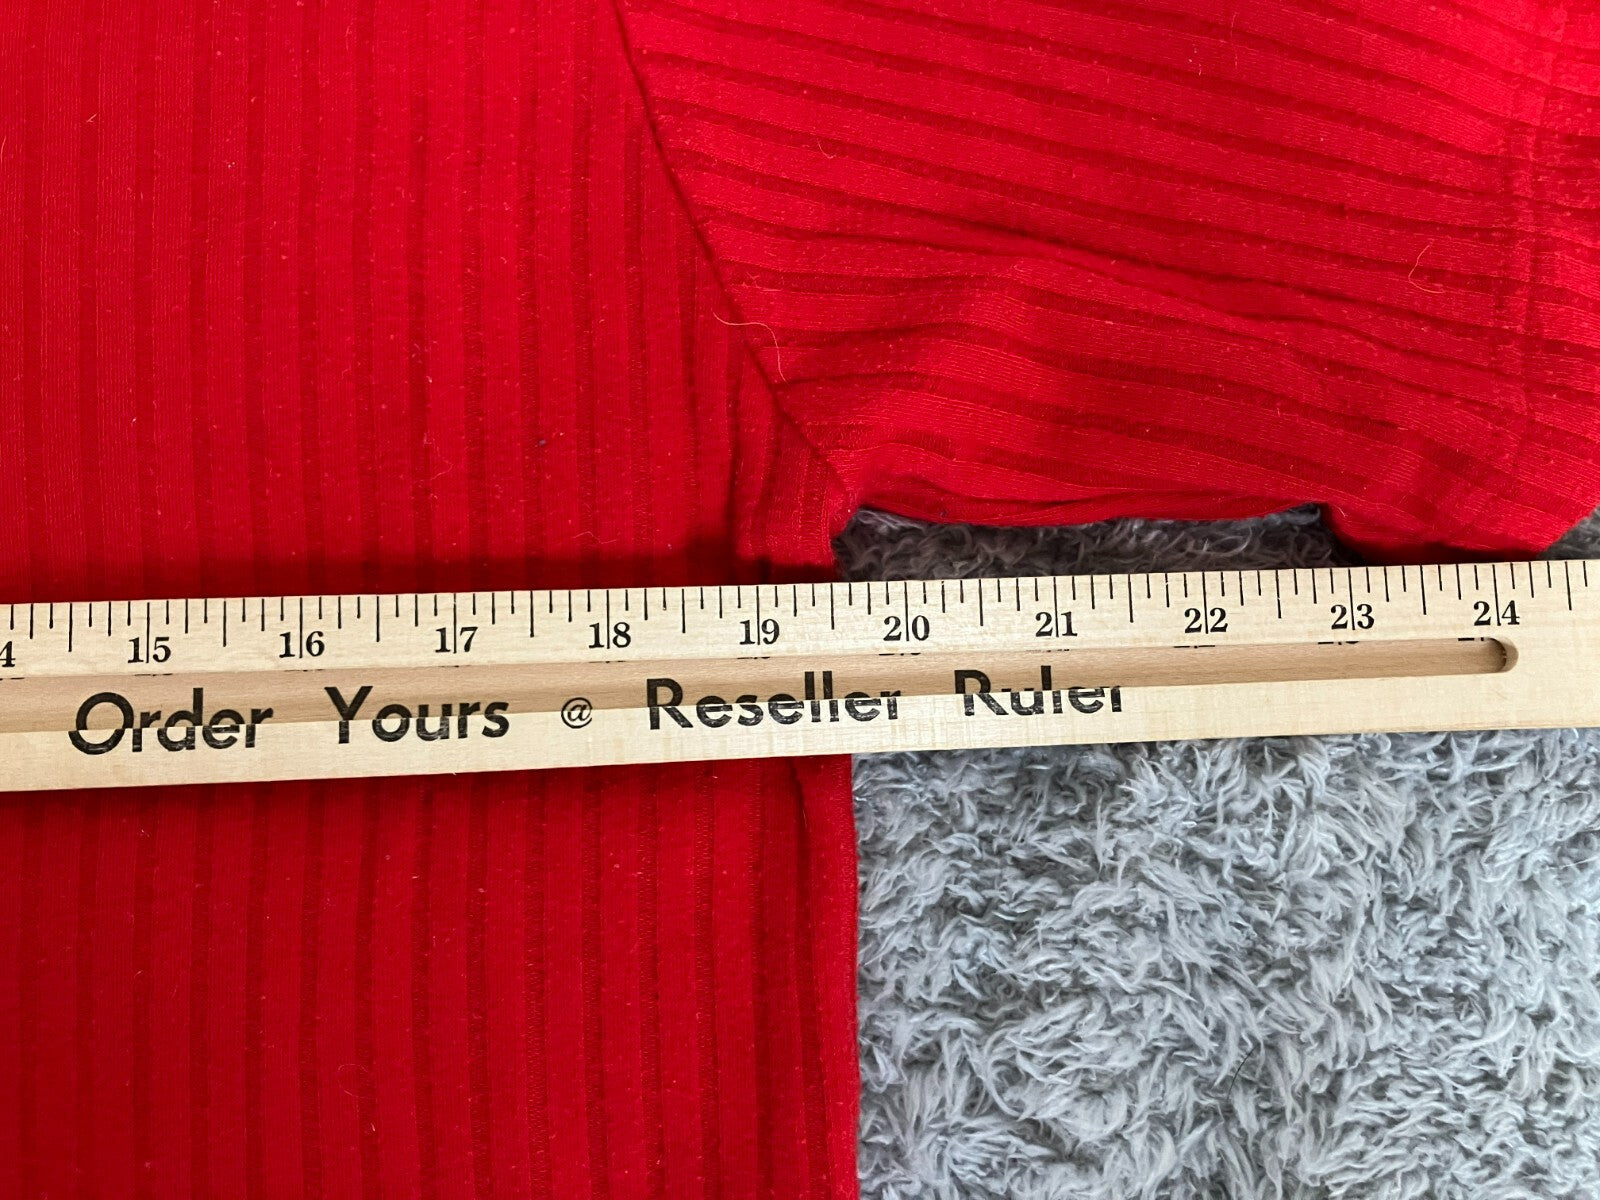 4 15 16 17 18 19 20 21 22 23 24
Order Yours @ Reseller Ruler